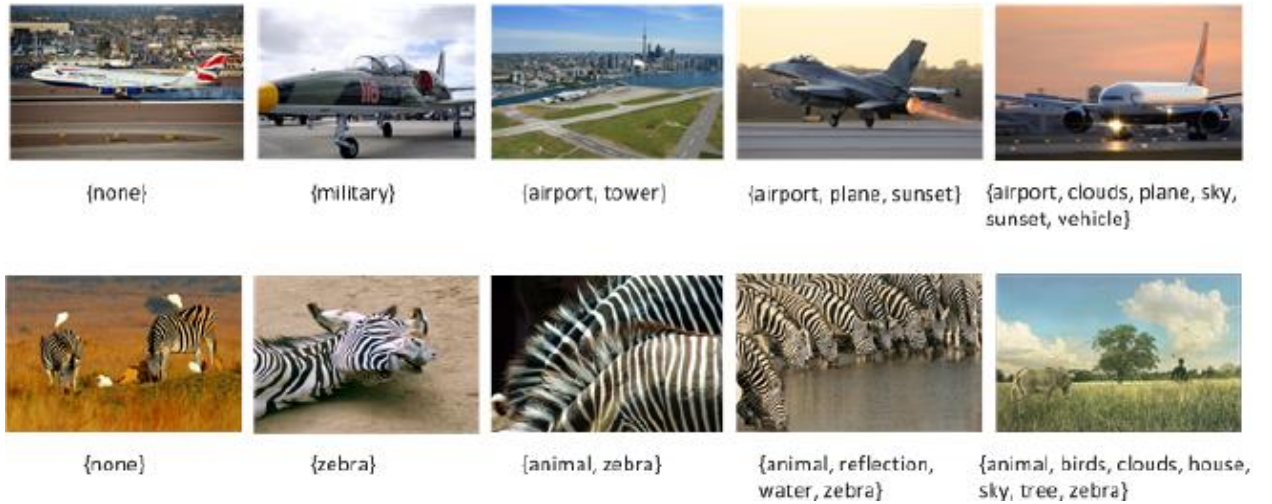 116
{none}
{military}
{airport, tower}
{airport, plane, sunset}
{airport, clouds, plane, sky,
sunset, vehicle}
{none}
{zebra}
{animal, zebra}
{animal, reflection,
water, zebra}
{animal, birds, clouds, house,
sky, tree, zebra}